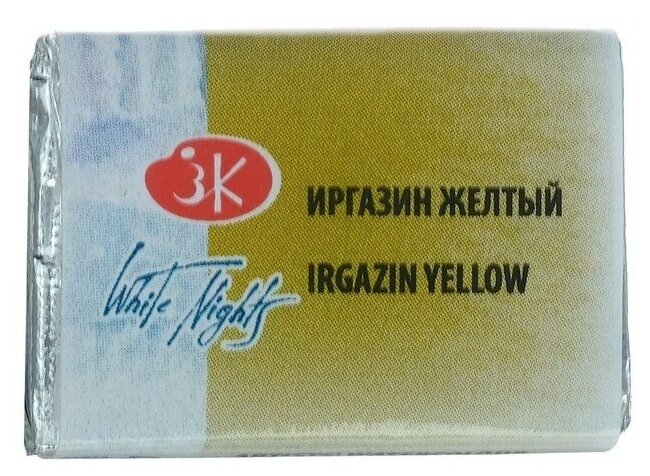 ЗК
ИРГАЗИН ЖЕЛТЫЙ
White Nights
IRGAZIN YELLOW